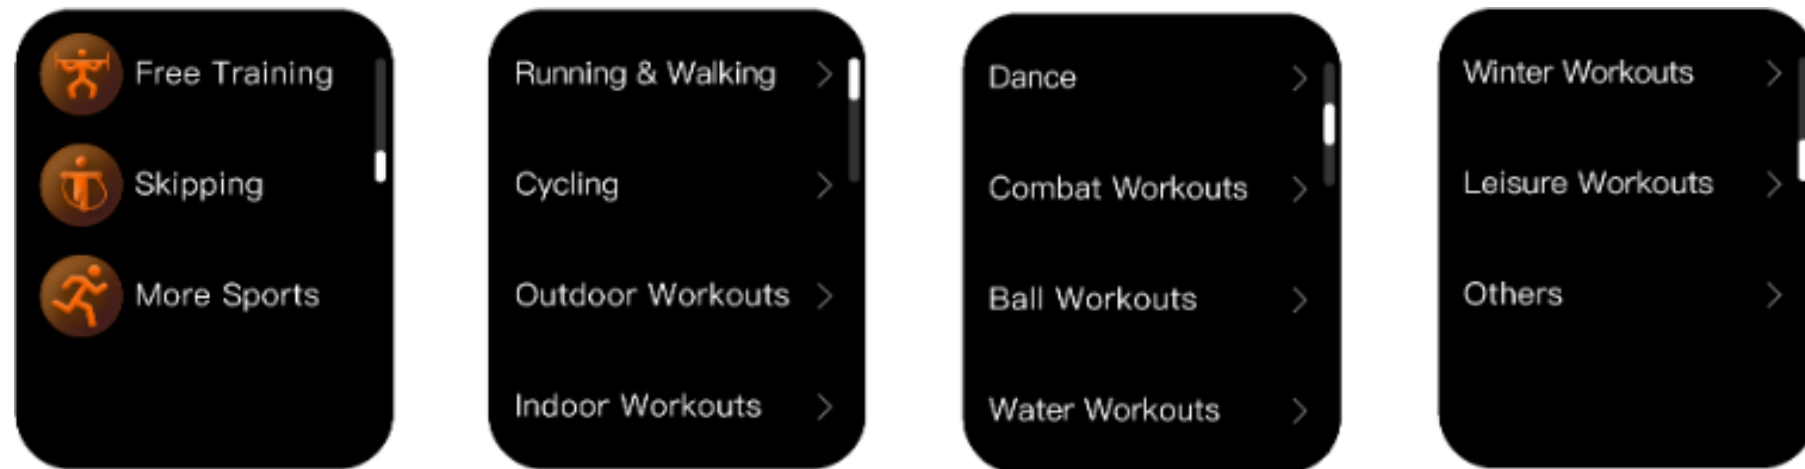 Free Training
Skipping
More Sports
Running & Walking
Cycling
Outdoor Workouts
Indoor Workouts
Dance
Combat Workouts
Ball Workouts
Water Workouts
Winter Workouts
Leisure Workouts
Others